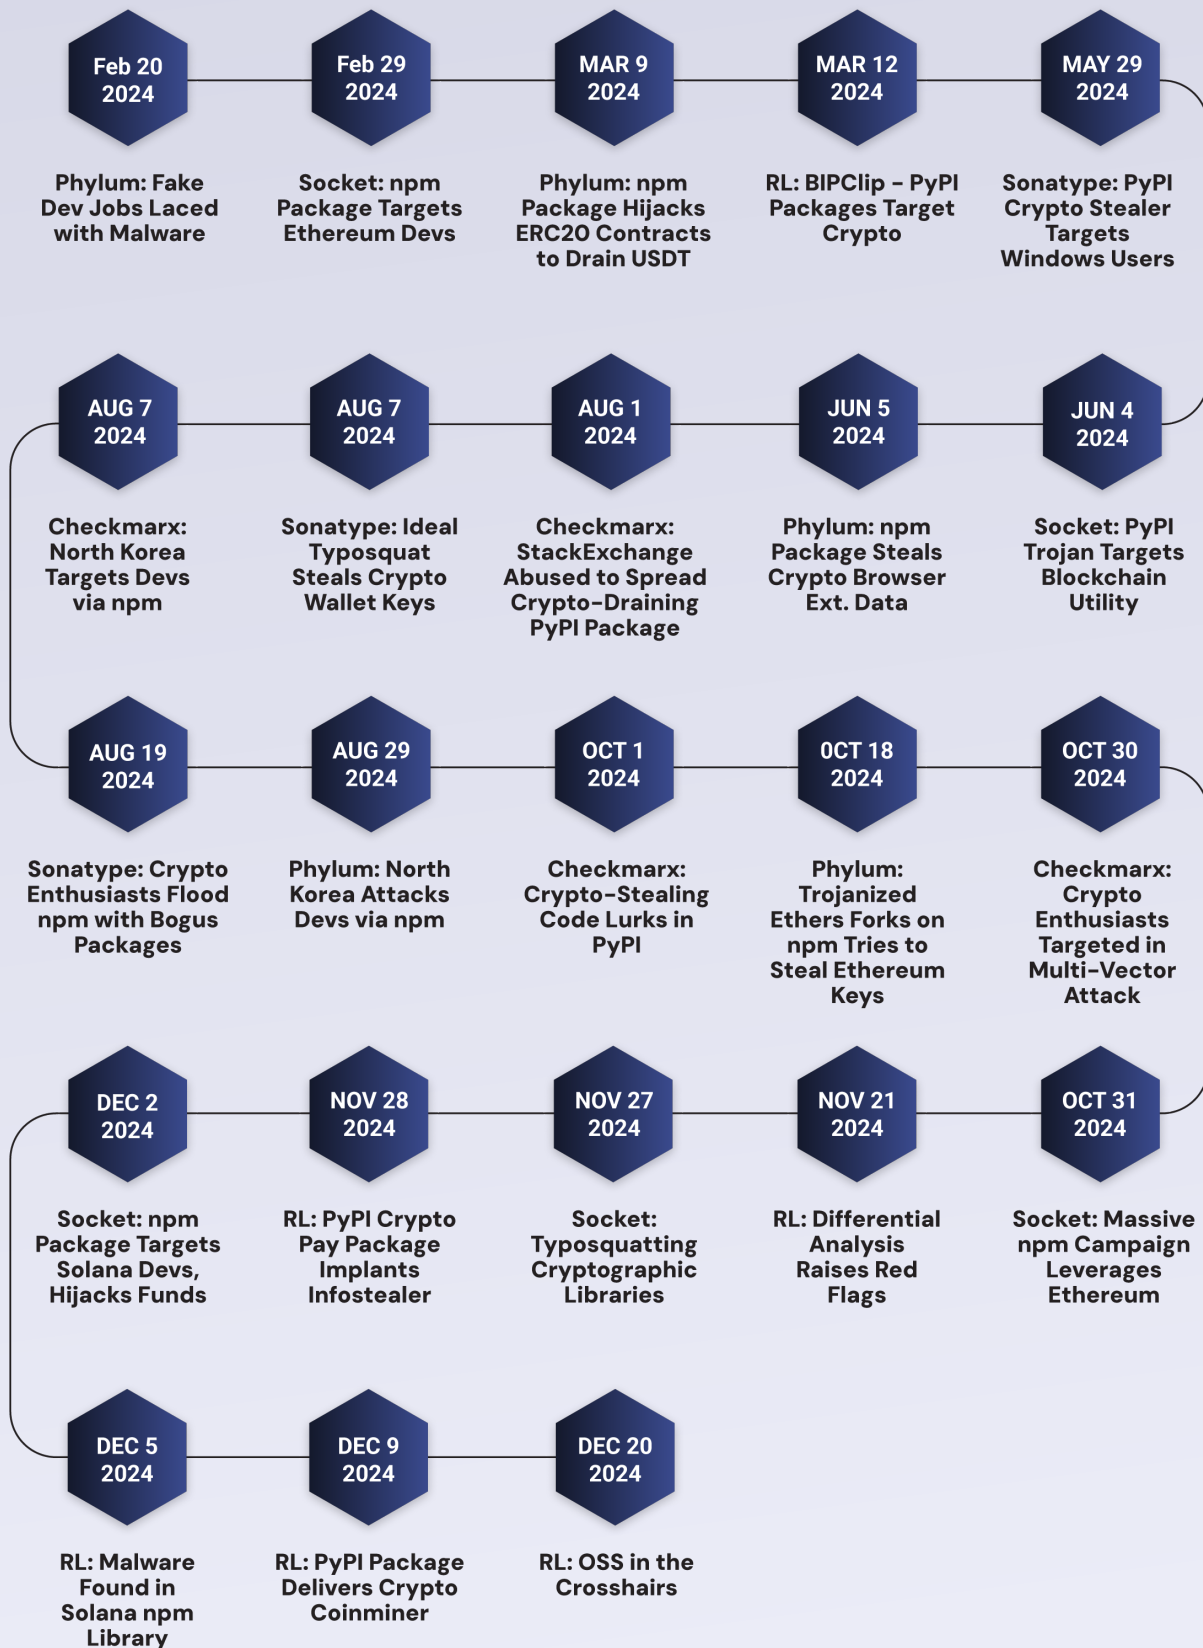 Feb 20
2024
Phylum: Fake
Dev Jobs Laced
with Malware
Feb 29
2024
Socket: npm
Package Targets
Ethereum Devs
MAR 9
2024
Phylum: npm
Package Hijacks
ERC20 Contracts
to Drain USDT
MAR 12
2024
RL: BIPClip - PyPI
Packages Target
Crypto
MAY 29
2024
Sonatype: PyPI
Crypto Stealer
Targets
Windows Users
JUN 4
2024
Socket: PyPI
Trojan Targets
Blockchain
Utility
JUN 5
2024
Phylum: npm
Package Steals
Crypto Browser
Ext. Data
AUG 1
2024
Checkmarx:
StackExchange
Abused to Spread
Crypto-Draining
PyPI Package
AUG 7
2024
Sonatype: Ideal
Typosquat
Steals Crypto
Wallet Keys
AUG 7
2024
Checkmarx:
North Korea
Targets Devs
via npm
AUG 19
2024
Sonatype: Crypto
Enthusiasts Flood
npm with Bogus
Packages
AUG 29
2024
Phylum: North
Korea Attacks
Devs via npm
OCT 1
2024
Checkmarx:
Crypto-Stealing
Code Lurks in
PyPI
0CT 18
2024
Phylum:
Trojanized
Ethers Forks on
npm Tries to
Steal Ethereum
Keys
OCT 30
2024
Checkmarx:
Crypto
Enthusiasts
Targeted in
Multi-Vector
Attack
OCT 31
2024
Socket: Massive
npm Campaign
Leverages
Ethereum
NOV 21
2024
RL: Differential
Analysis
Raises Red
Flags
NOV 27
2024
Socket:
Typosquatting
Cryptographic
Libraries
NOV 28
2024
RL: PyPI Crypto
Pay Package
Implants
Infostealer
DEC 2
2024
Socket: npm
Package Targets
Solana Devs,
Hijacks Funds
DEC 5
2024
RL: Malware
Found in
Solana npm
Library
DEC 9
2024
RL: PyPI Package
Delivers Crypto
Coinminer
DEC 20
2024
RL: OSS in the
Crosshairs